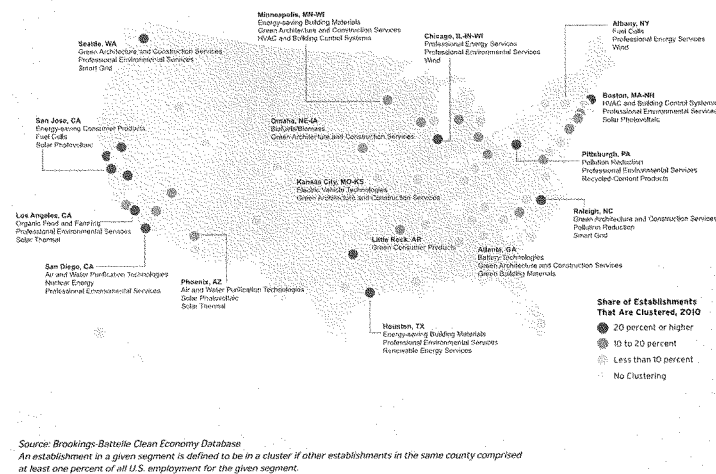 Minneapolis, MN-WI
Energy-saving Building Materials
Green Architecture and Construction Services
HVAC and Building Control Systems
Albany, NY
Fuel Cells
Professional Energy Services
Wind
Seattle, WA
Green Architecture and Construction Services
Professional Environmental Services
Smart Grid
Chicago, IL-IN-WI
Professional Energy Services
Professional Environmental Services
Wind
Boston, MA-NH
HVAC and Building Control Systems
Professional Environmental Services
Solar Photovoltaic
San Jose, CA
Energy-saving Consumer Products
Fuel Cells
Solar Photovoltaic
Omaha, NE-IA
Biofuels/Biomass
Green Architecture and Construction Services
Pittsburgh, PA
Pollution Reduction
Professional Environmental Services
Recycled-Content Products
Kansas City, MO-KS
Electric Vehicle Technologies
Green Architecture and Construction Services
Los Angeles, CA
Organic Food and Farming
Professional Environmental Services
Solar Thermal
Raleigh, NC
Green Architecture and Construction Services
Pollution Reduction
Smart Grid
Little Rock, AR
Green Consumer Products
Atlanta, GA
Battery Technologies
Green Architecture and Construction Services
Green Building Materials
San Diego, CA
Air and Water Purification Technologies
Nuclear Energy
Professional Environmental Services
Phoenix, AZ
Air and Water Purification Technologies
Solar Photovoltaic
Solar Thermal
Houston, TX
Energy-saving Building Materials
Professional Environmental Services
Renewable Energy Services
Share of Establishments
That Are Clustered, 2010
20 percent or higher
10 to 20 percent
Less than 10 percent
No Clustering
Source: Brookings-Battelle Clean Economy Database
An establishment in a given segment is defined to be in a cluster if other establishments in the same county comprised
at least one percent of all U.S. employment for the given segment.